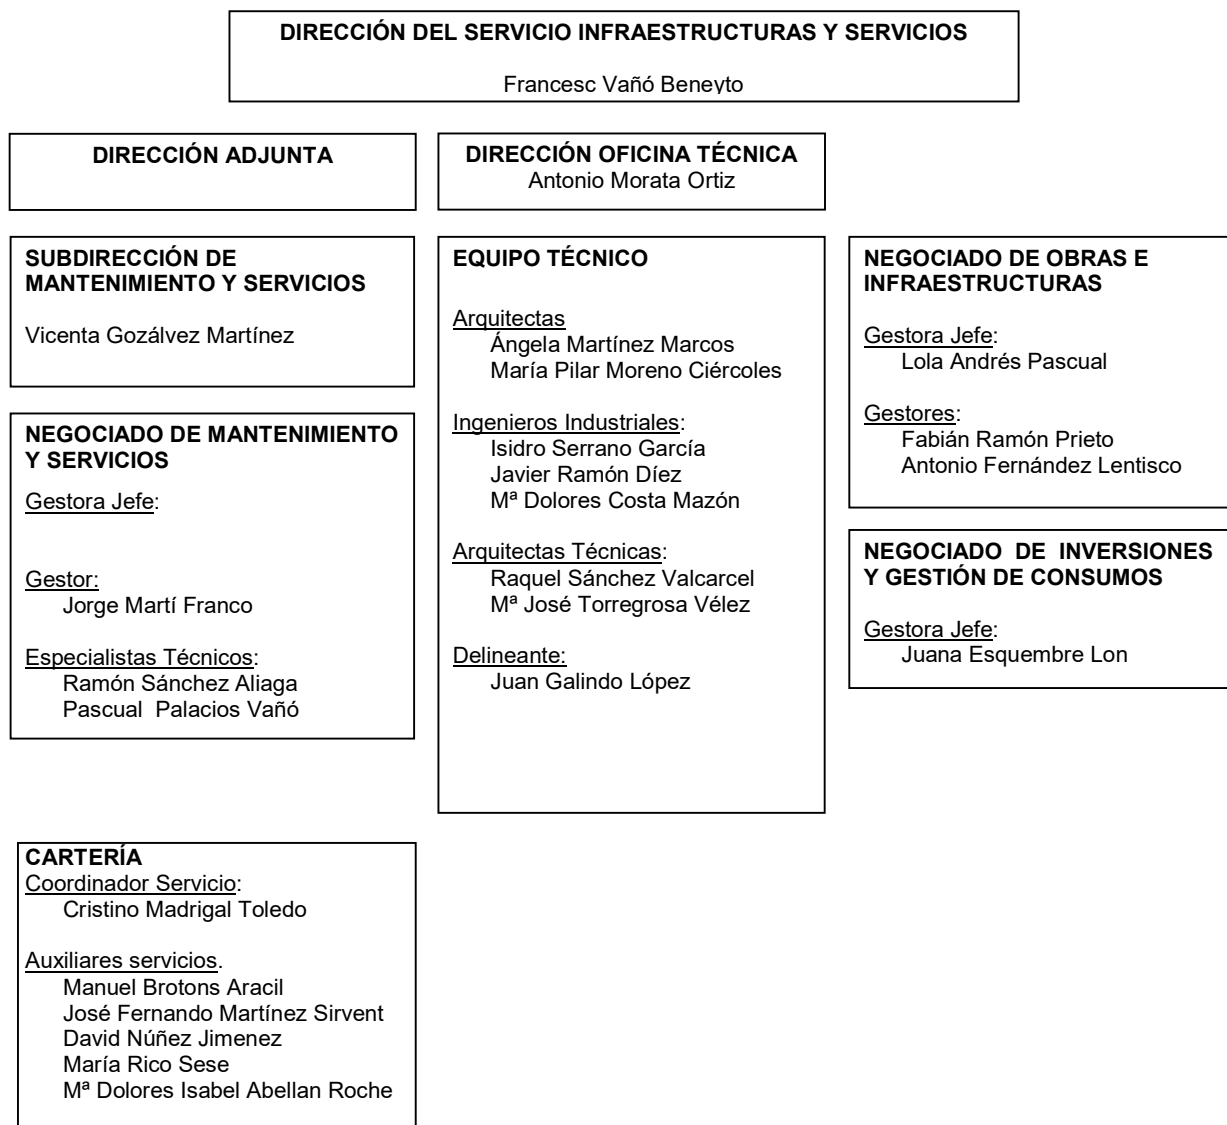 DIRECCIÓN DEL SERVICIO INFRAESTRUCTURAS Y SERVICIOS
Francesc Vañó Beneyto
DIRECCIÓN ADJUNTA
DIRECCIÓN OFICINA TÉCNICA
Antonio Morata Ortiz
SUBDIRECCIÓN DE
MANTENIMIENTO Y SERVICIOS
Vicenta Gozálvez Martínez
NEGOCIADO DE MANTENIMIENTO
Y SERVICIOS
Gestora Jefe:
Gestor:
Jorge Martí Franco
Especialistas Técnicos:
Ramón Sánchez Aliaga
Pascual  Palacios Vañó
EQUIPO TÉCNICO
Arquitectas
Ángela Martínez Marcos
María Pilar Moreno Ciércoles
Ingenieros Industriales:
Isidro Serrano García
Javier Ramón Díez
Mª Dolores Costa Mazón
Arquitectas Técnicas:
Raquel Sánchez Valcarcel
Mª José Torregrosa Vélez
Delineante:
Juan Galindo López
NEGOCIADO DE OBRAS E
INFRAESTRUCTURAS
Gestora Jefe:
Lola Andrés Pascual
Gestores:
Fabián Ramón Prieto
Antonio Fernández Lentisco
NEGOCIADO DE INVERSIONES
Y GESTIÓN DE CONSUMOS
Gestora Jefe:
Juana Esquembre Lon
CARTERÍA
Coordinador Servicio:
Cristino Madrigal Toledo
Auxiliares servicios.
Manuel Brotons Aracil
José Fernando Martínez Sirvent
David Núñez Jimenez
María Rico Sese
Mª Dolores Isabel Abellan Roche